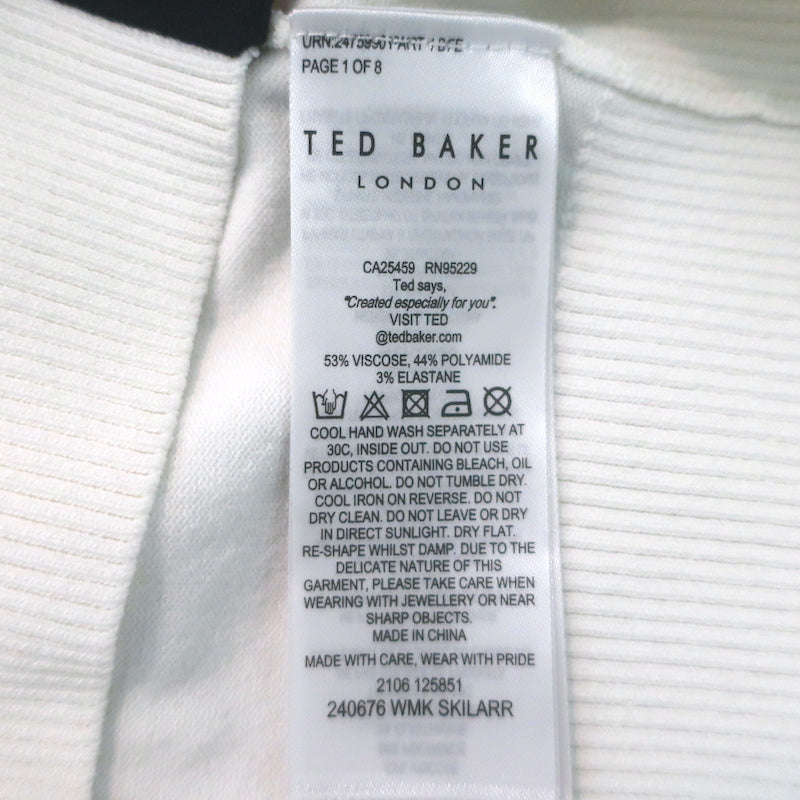 PAGE 1 OF 8
TED BAKER
LONDON
CA25459 RN95229
Ted says,
"Created especially for you".
VISIT TED
@tedbaker.com
53% VISCOSE, 44% POLYAMIDE
3% ELASTANE
COOL HAND WASH SEPARATELY AT
30C, INSIDE OUT. DO NOT USE
PRODUCTS CONTAINING BLEACH, OIL
OR ALCOHOL. DO NOT TUMBLE DRY.
COOL IRON ON REVERSE. DO NOT
DRY CLEAN. DO NOT LEAVE OR DRY
IN DIRECT SUNLIGHT. DRY FLAT.
RE-SHAPE WHILST DAMP. DUE TO THE
DELICATE NATURE OF THIS
GARMENT, PLEASE TAKE CARE WHEN
WEARING WITH JEWELLERY OR NEAR
SHARP OBJECTS.
MADE IN CHINA
MADE WITH CARE, WEAR WITH PRIDE
2106 125851
240676 WMK SKILARR